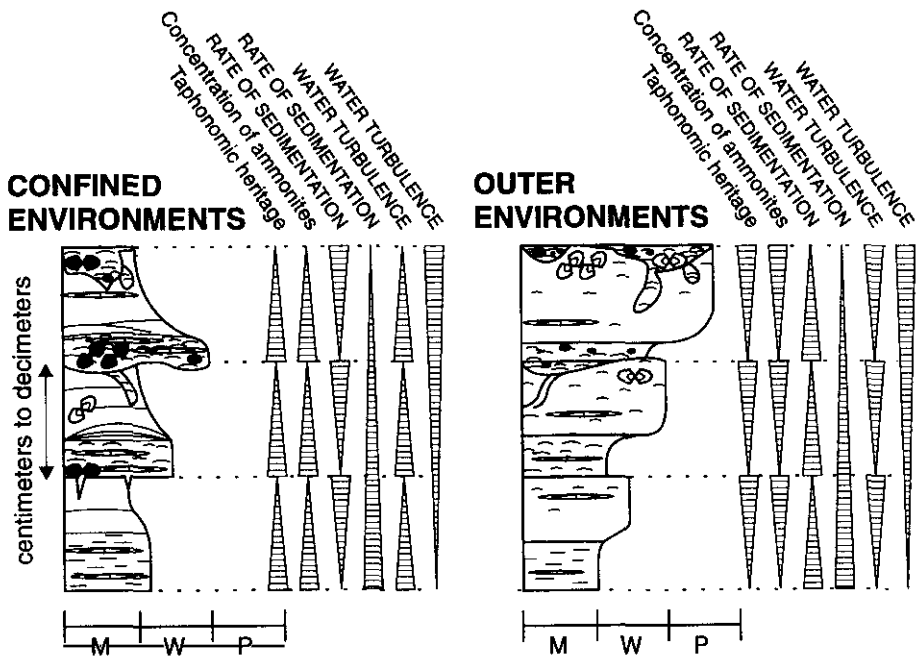 Taphonomic heritage
Concentration of ammonites
RATE OF SEDIMENTATION
RATE OF SEDIMENTATION
WATER TURBULENCE
WATER TURBULENCE
CONFINED
ENVIRONMENTS
centimeters to decimeters
M W P
Taphonomic heritage
Concentration of ammonites
RATE OF SEDIMENTATION
RATE OF SEDIMENTATION
WATER TURBULENCE
WATER TURBULENCE
OUTER
ENVIRONMENTS
M W P